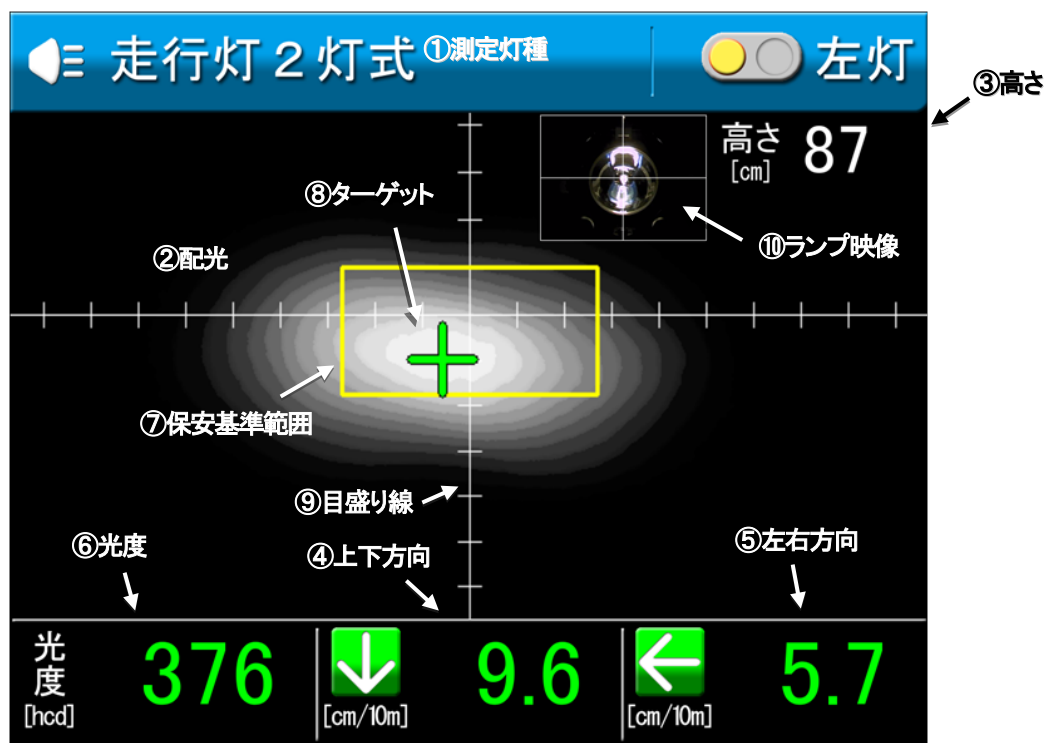 走行灯２灯式 ①測定灯種 左灯
③高さ
高さ [cm] 87
⑧ターゲット
⑩ランプ映像
②配光
⑦保安基準範囲
⑨目盛り線
⑥光度
④上下方向
⑤左右方向
光度 [hcd] 376 [cm/10m] 9.6 [cm/10m] 5.7